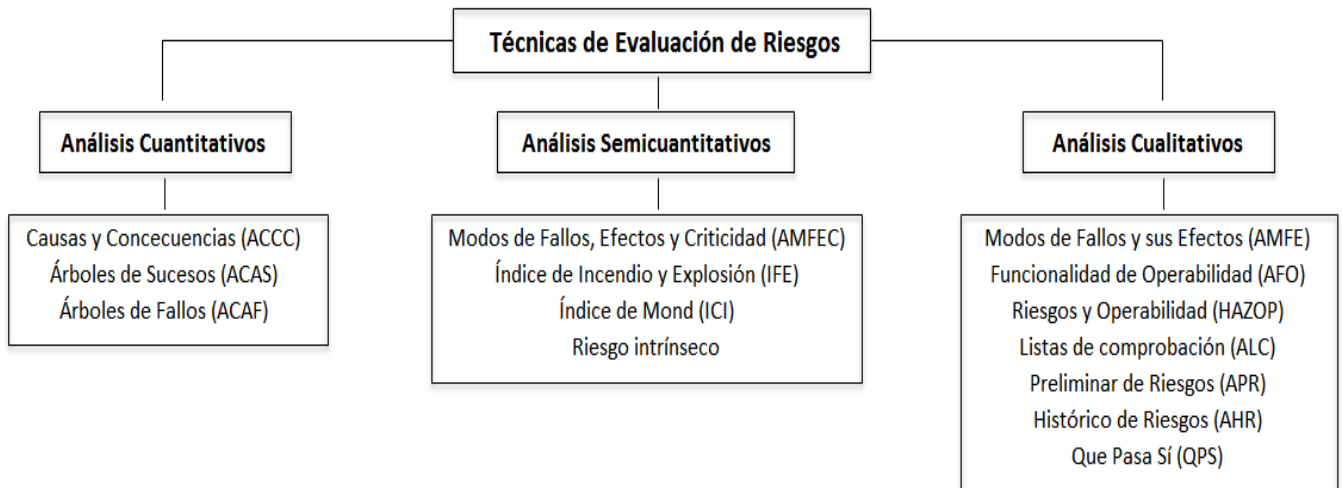 Técnicas de Evaluación de Riesgos
Análisis Cuantitativos
Causas y Concecuencias (ACCC)
Árboles de Sucesos (ACAS)
Árboles de Fallos (ACAF)
Análisis Semicuantitativos
Modos de Fallos, Efectos y Criticidad (AMFEC)
Índice de Incendio y Explosión (IFE)
Índice de Mond (ICI)
Riesgo intrínseco
Análisis Cualitativos
Modos de Fallos y sus Efectos (AMFE)
Funcionalidad de Operabilidad (AFO)
Riesgos y Operabilidad (HAZOP)
Listas de comprobación (ALC)
Preliminar de Riesgos (APR)
Histórico de Riesgos (AHR)
Que Pasa Sí (QPS)